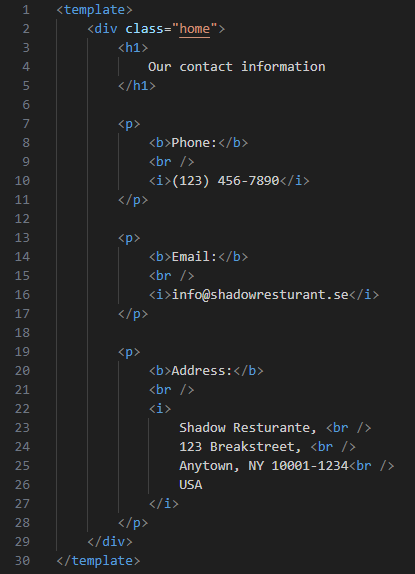 1 <template>
2     <div class="home">
3         <h1>
4             Our contact information
5         </h1>
6
7         <p>
8             <b>Phone:</b>
9             <br />
10             <i>(123) 456-7890</i>
11         </p>
12
13         <p>
14             <b>Email:</b>
15             <br />
16             <i>info@shadowresturant.se</i>
17         </p>
18
19         <p>
20             <b>Address:</b>
21             <br />
22             <i>
23                 Shadow Resturante, <br />
24                 123 Breakstreet, <br />
25                 Anytown, NY 10001-1234<br />
26                 USA
27             </i>
28         </p>
29     </div>
30 </template>